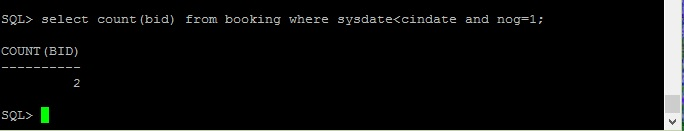 SQL> select count(bid) from booking where sysdate<cindate and nog=1;
COUNT(BID)
----------
2
SQL>